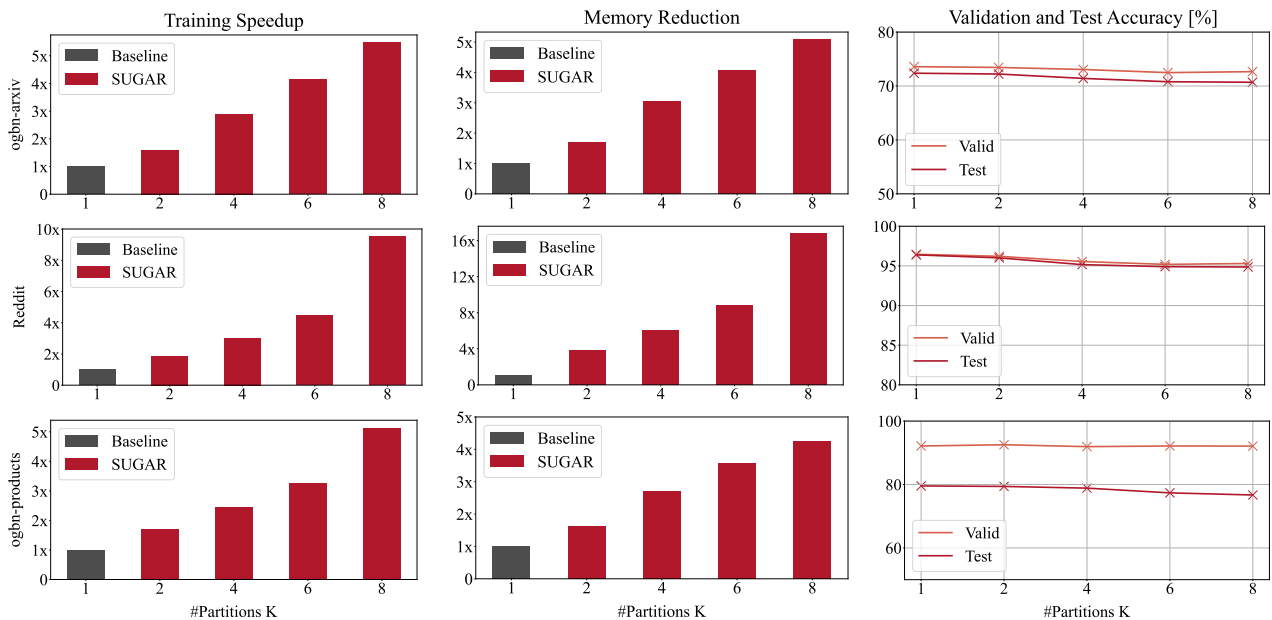 Training Speedup
Memory Reduction
Validation and Test Accuracy [%]
ogbn-arxiv
5x
4x
3x
2x
1x
0
Baseline
SUGAR
1 2 4 6 8
5x
4x
3x
2x
1x
0
Baseline
SUGAR
1 2 4 6 8
80
70
60
50
Valid
Test
1 2 4 6 8
Reddit
10x
8x
6x
4x
2x
0
Baseline
SUGAR
1 2 4 6 8
16x
12x
8x
4x
0
Baseline
SUGAR
1 2 4 6 8
100
95
90
85
80
Valid
Test
1 2 4 6 8
ogbn-products
5x
4x
3x
2x
1x
0
Baseline
SUGAR
1 2 4 6 8
#Partitions K
5x
4x
3x
2x
1x
0
Baseline
SUGAR
1 2 4 6 8
#Partitions K
100
80
60
Valid
Test
1 2 4 6 8
#Partitions K